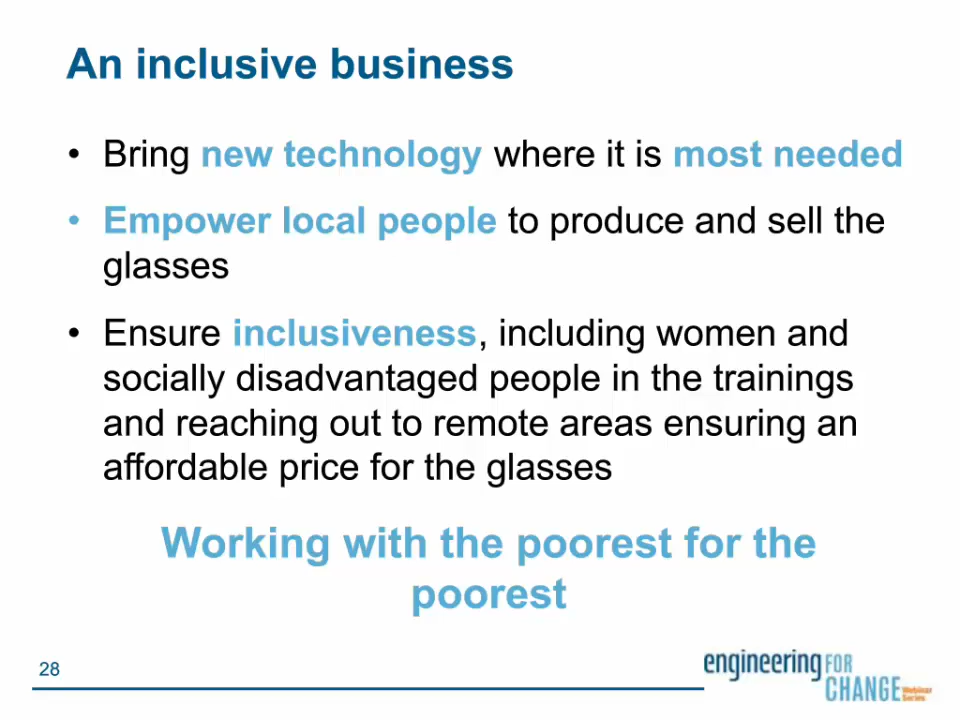 An inclusive business
• Bring new technology where it is most needed
• Empower local people to produce and sell the
glasses
• Ensure inclusiveness, including women and
socially disadvantaged people in the trainings
and reaching out to remote areas ensuring an
affordable price for the glasses
Working with the poorest for the
poorest
28
engineering FOR
CHANGE Webinar
Series